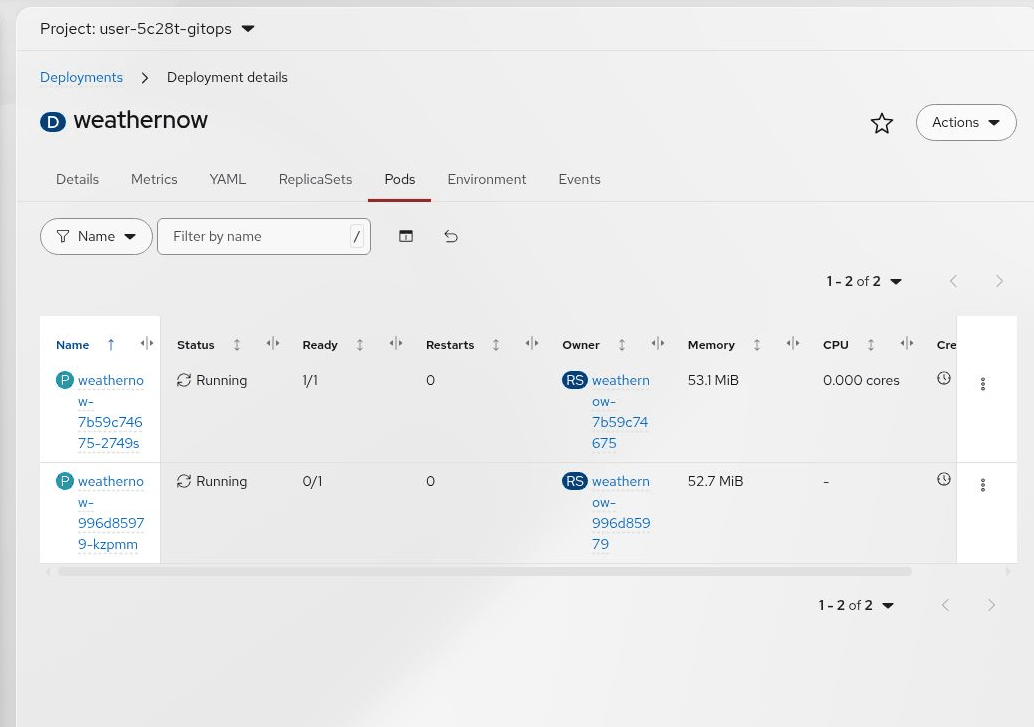 Project: user-5c28t-gitops
Deployments > Deployment details
D weathernow
Actions
Details Metrics YAML ReplicaSets Pods Environment Events
Name Filter by name /
1 - 2 of 2
Name Status Ready Restarts Owner Memory CPU Cre
P weatherno Running 1/1 0 RS weathern 53.1 MiB 0.000 cores
w- ow-
7b59c746 7b59c74
75-2749s 675
P weatherno Running 0/1 0 RS weathern 52.7 MiB -
w- ow-
996d8597 996d859
9-kzpmm 79
1 - 2 of 2